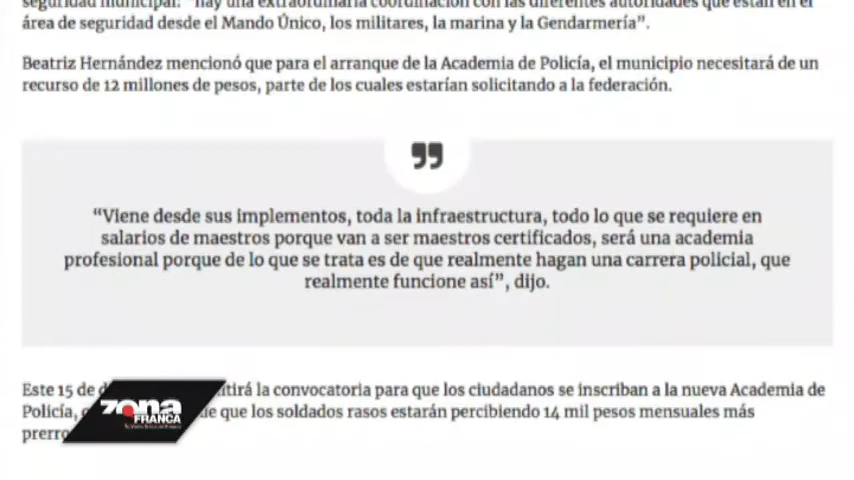 seguridad municipal: “hay una extraordinaria coordinación con las diferentes autoridades que están en el
área de seguridad desde el Mando Único, los militares, la marina y la Gendarmería”.
Beatriz Hernández mencionó que para el arranque de la Academia de Policía, el municipio necesitará de un
recurso de 12 millones de pesos, parte de los cuales estarían solicitando a la federación.
”
“Viene desde sus implementos, toda la infraestructura, todo lo que se requiere en
salarios de maestros porque van a ser maestros certificados, será una academia
profesional porque de lo que se trata es de que realmente hagan una carrera policial, que
realmente funcione así”, dijo.
Este 15 de la convocatoria para que los ciudadanos se inscriban a la nueva Academia de
Policía, que los soldados rasos estarán percibiendo 14 mil pesos mensuales más
zona
FRANCA